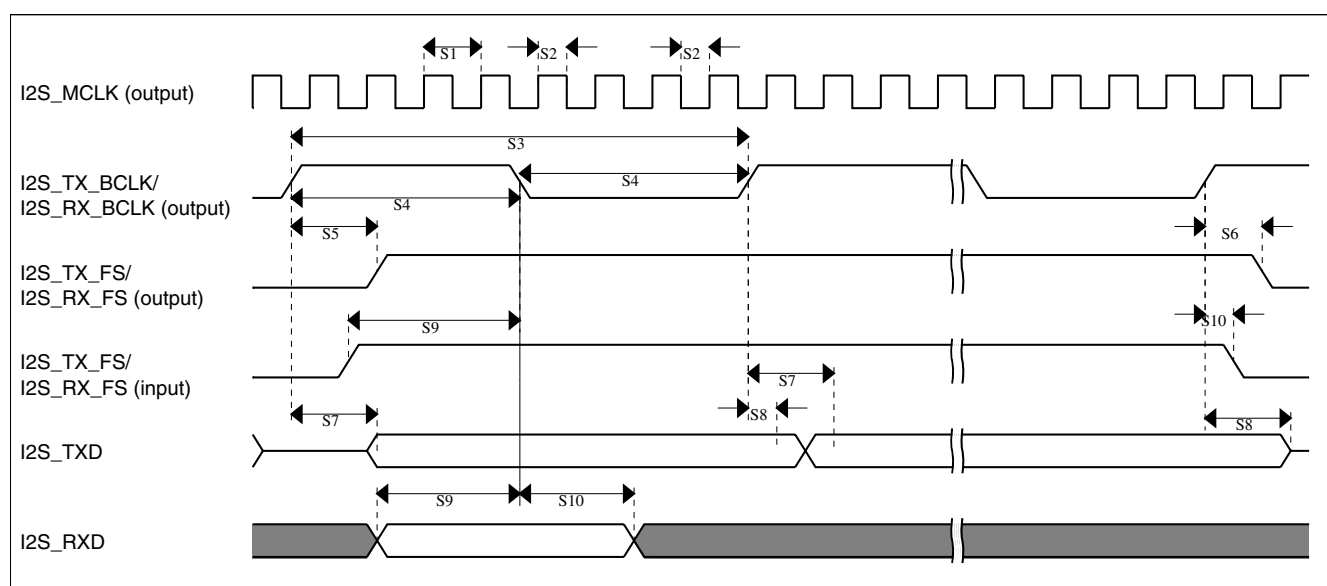 S1
S2
S2
I2S_MCLK (output)
S3
I2S_TX_BCLK/
I2S_RX_BCLK (output)
S4
S4
S5
S6
I2S_TX_FS/
I2S_RX_FS (output)
S9
S10
I2S_TX_FS/
I2S_RX_FS (input)
S7
S7
S8
S8
I2S_TXD
S9
S10
I2S_RXD